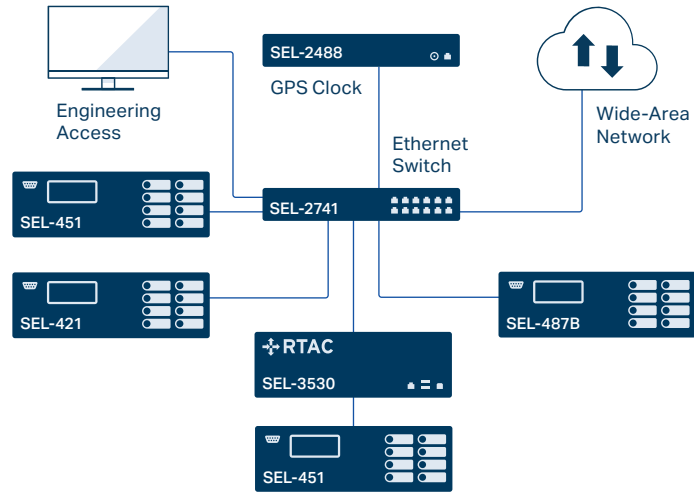 SEL-2488
GPS Clock
Engineering
Access
Wide-Area
Network
Ethernet
Switch
SEL-451
SEL-2741
SEL-421
SEL-487B
RTAC
SEL-3530
SEL-451